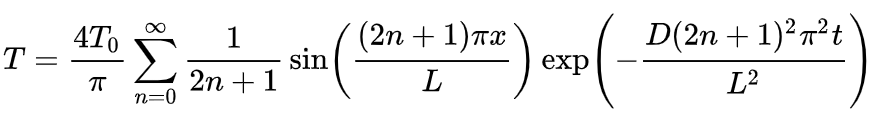 T = \frac{4T_0}{\pi} \sum_{n=0}^{\infty} \frac{1}{2n+1} \sin\left(\frac{(2n+1)\pi x}{L}\right) \exp\left(-\frac{D(2n+1)^2\pi^2 t}{L^2}\right)